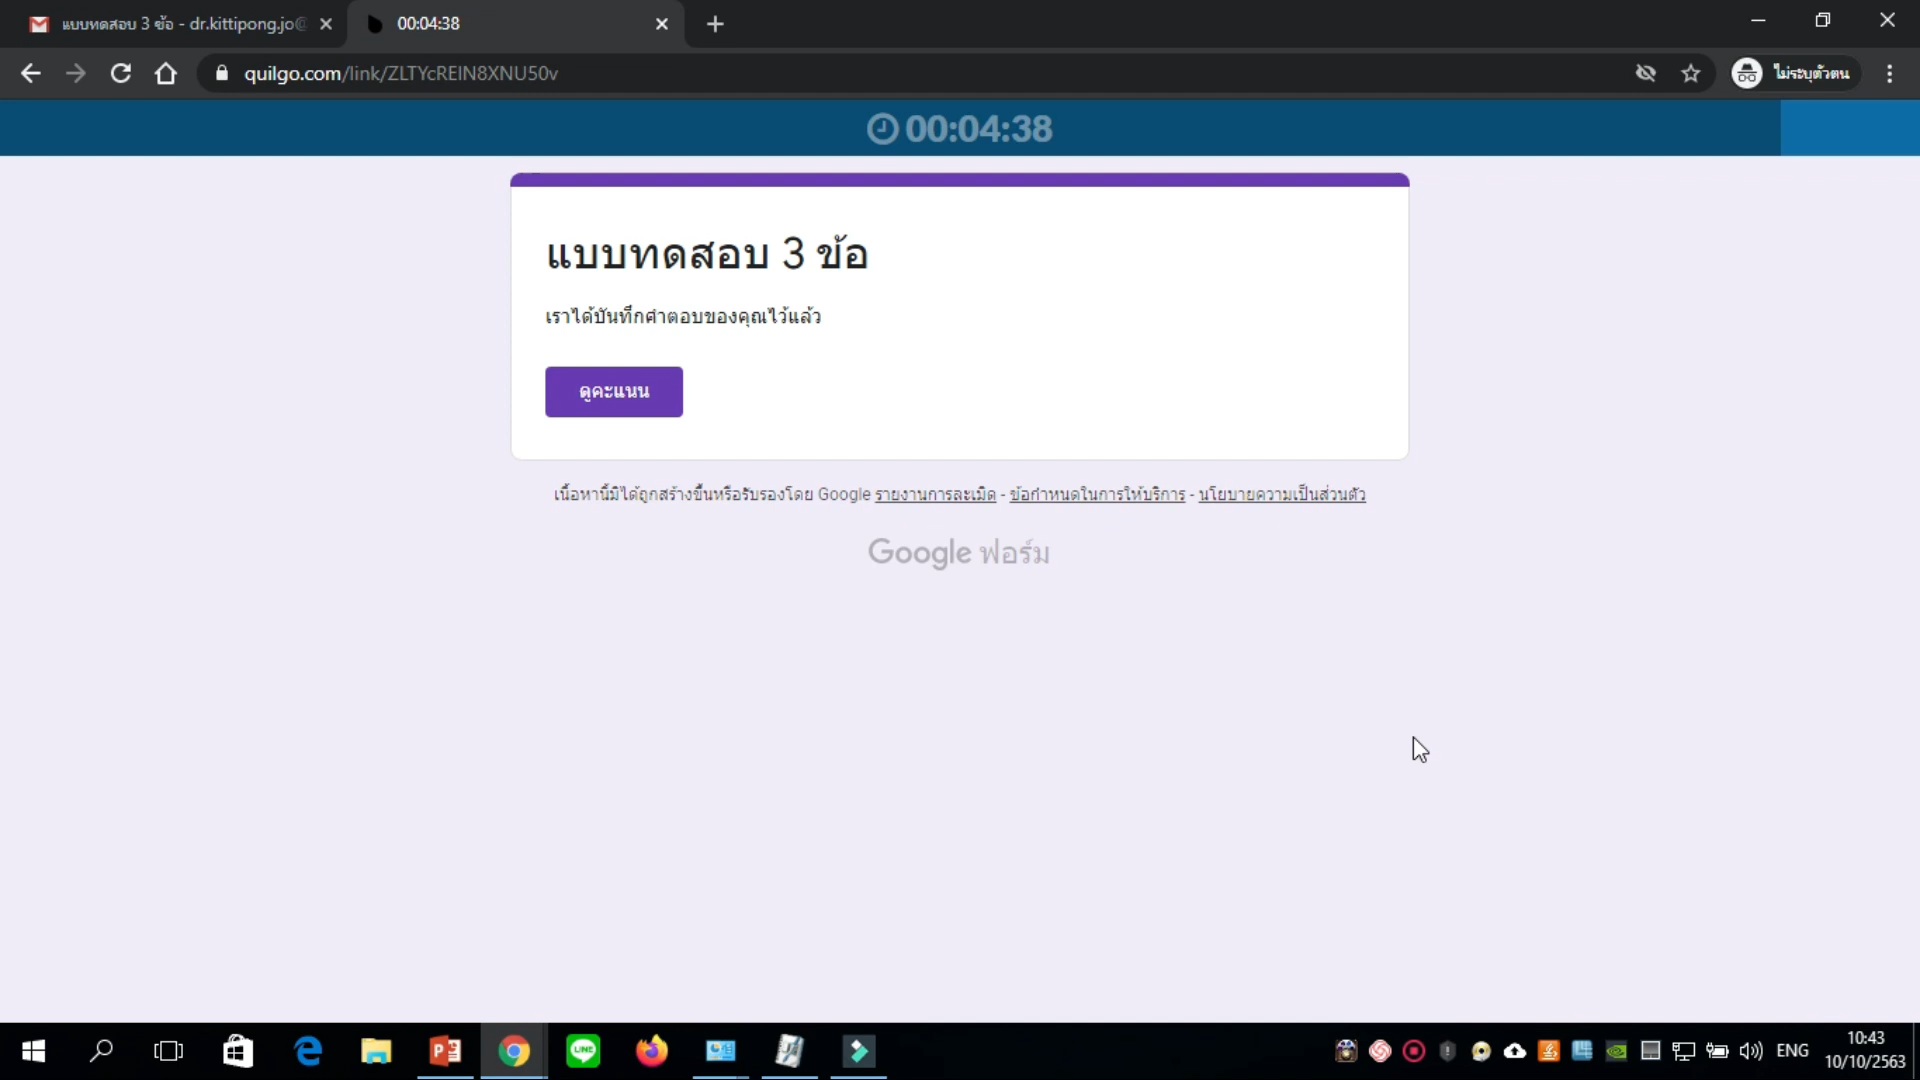 แบบทดสอบ 3 ข้อ - dr.kittipong.jo@
00:04:38
quilgo.com/link/ZLTYcREIN8XNU50v
ไม่ระบุตัวตน
00:04:38
แบบทดสอบ 3 ข้อ
เราได้บันทึกคำตอบของคุณไว้แล้ว
ดูคะแนน
เนื้อหานี้มิได้ถูกสร้างขึ้นหรือรับรองโดย Google รายงานการละเมิด - ข้อกำหนดในการให้บริการ - นโยบายความเป็นส่วนตัว
Google ฟอร์ม
LINE
ENG
10:43
10/10/2563